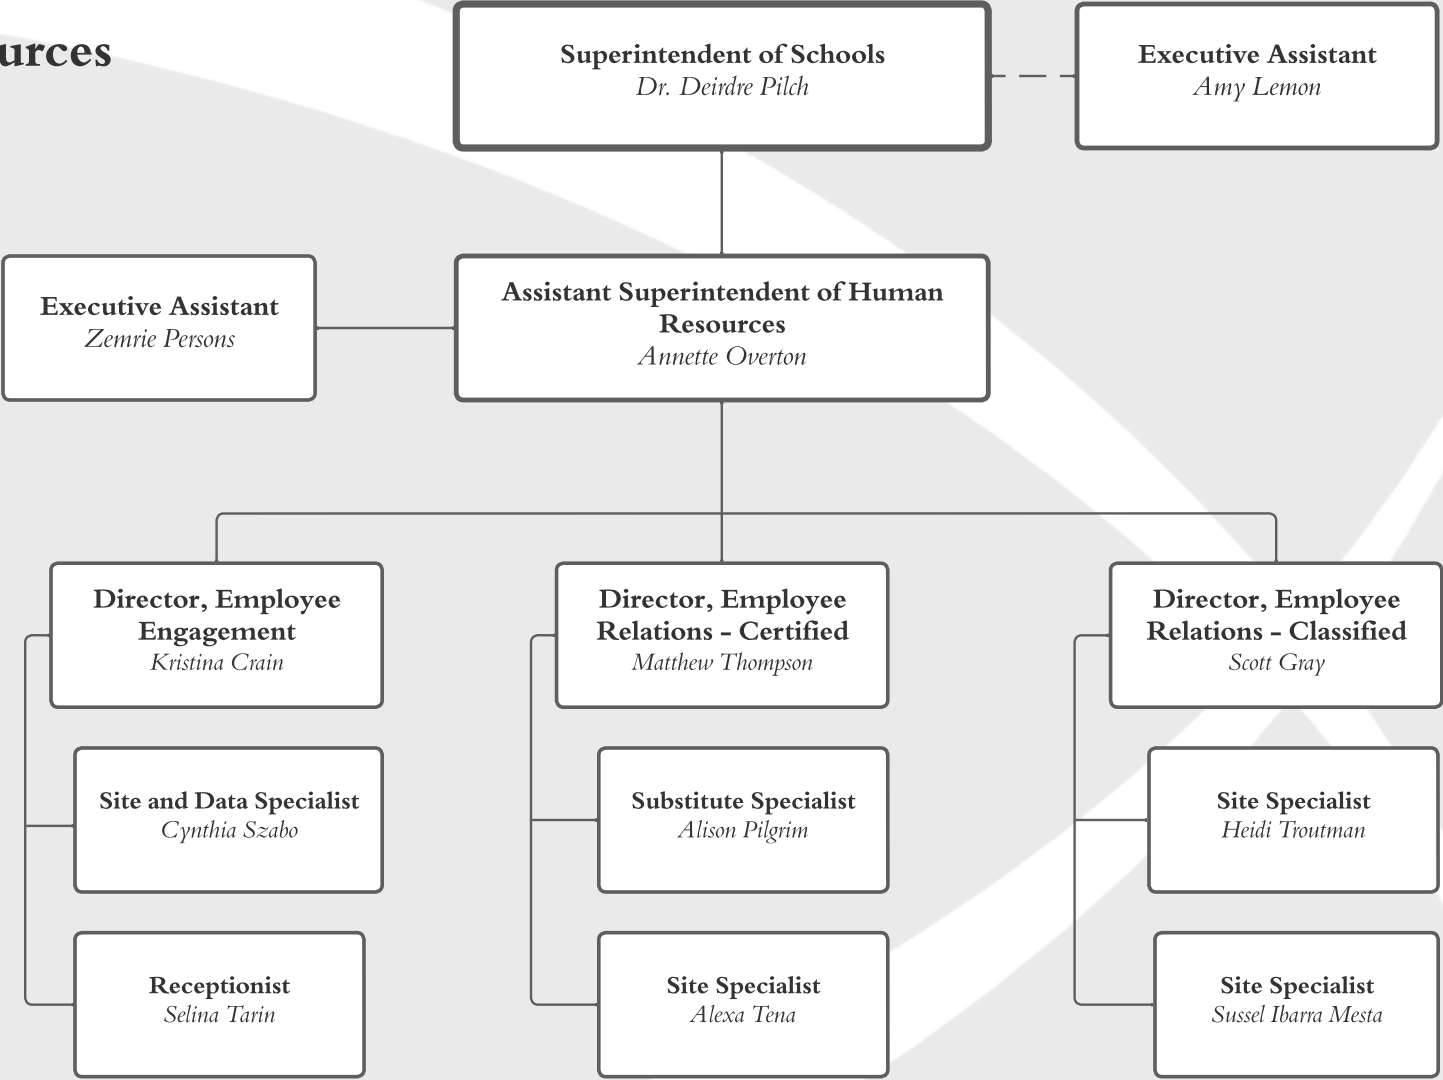 urces
Superintendent of Schools
Dr. Deirdre Pilch
Executive Assistant
Amy Lemon
Executive Assistant
Zemrie Persons
Assistant Superintendent of Human
Resources
Annette Overton
Director, Employee
Engagement
Kristina Crain
Director, Employee
Relations - Certified
Matthew Thompson
Director, Employee
Relations - Classified
Scott Gray
Site and Data Specialist
Cynthia Szabo
Substitute Specialist
Alison Pilgrim
Site Specialist
Heidi Troutman
Receptionist
Selina Tarin
Site Specialist
Alexa Tena
Site Specialist
Sussel Ibarra Mesta